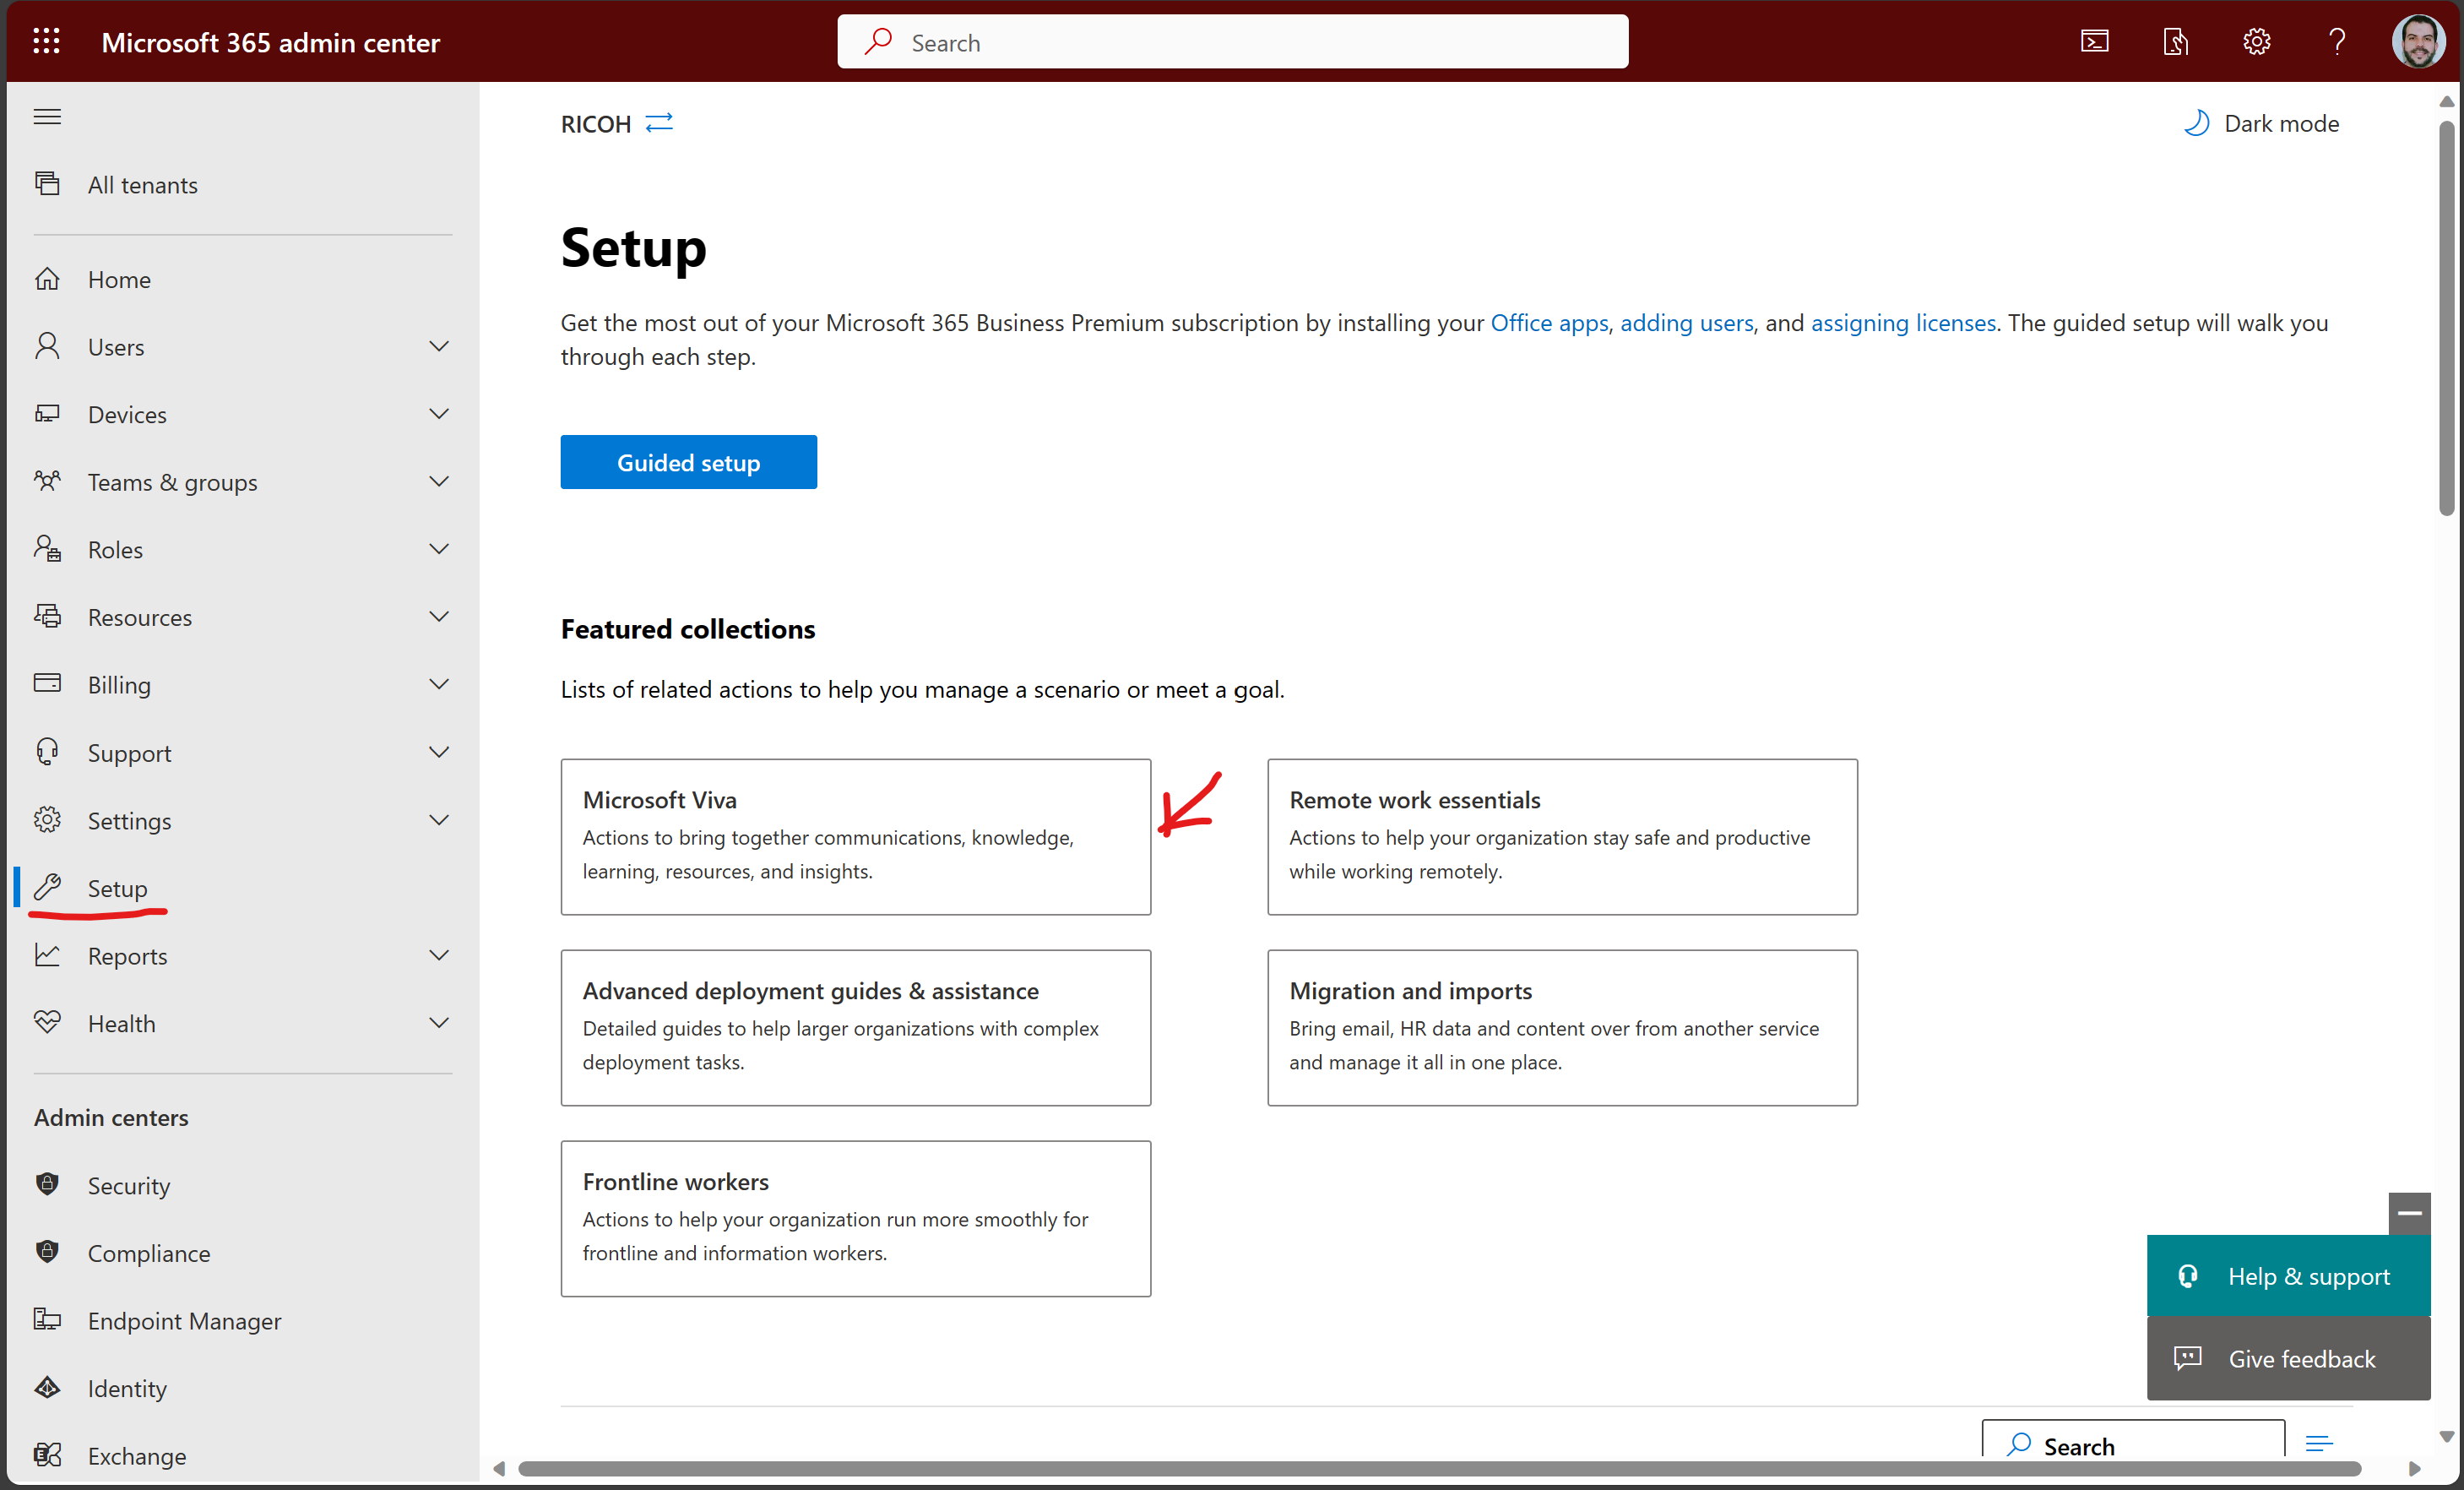 Microsoft 365 admin center
Search
RICOH
Dark mode
All tenants
Home
Users
Devices
Teams & groups
Roles
Resources
Billing
Support
Settings
Setup
Reports
Health
Admin centers
Security
Compliance
Endpoint Manager
Identity
Exchange
Setup
Get the most out of your Microsoft 365 Business Premium subscription by installing your Office apps, adding users, and assigning licenses. The guided setup will walk you
through each step.
Guided setup
Featured collections
Lists of related actions to help you manage a scenario or meet a goal.
Microsoft Viva
Actions to bring together communications, knowledge,
learning, resources, and insights.
Remote work essentials
Actions to help your organization stay safe and productive
while working remotely.
Advanced deployment guides & assistance
Detailed guides to help larger organizations with complex
deployment tasks.
Migration and imports
Bring email, HR data and content over from another service
and manage it all in one place.
Frontline workers
Actions to help your organization run more smoothly for
frontline and information workers.
Help & support
Give feedback
Search